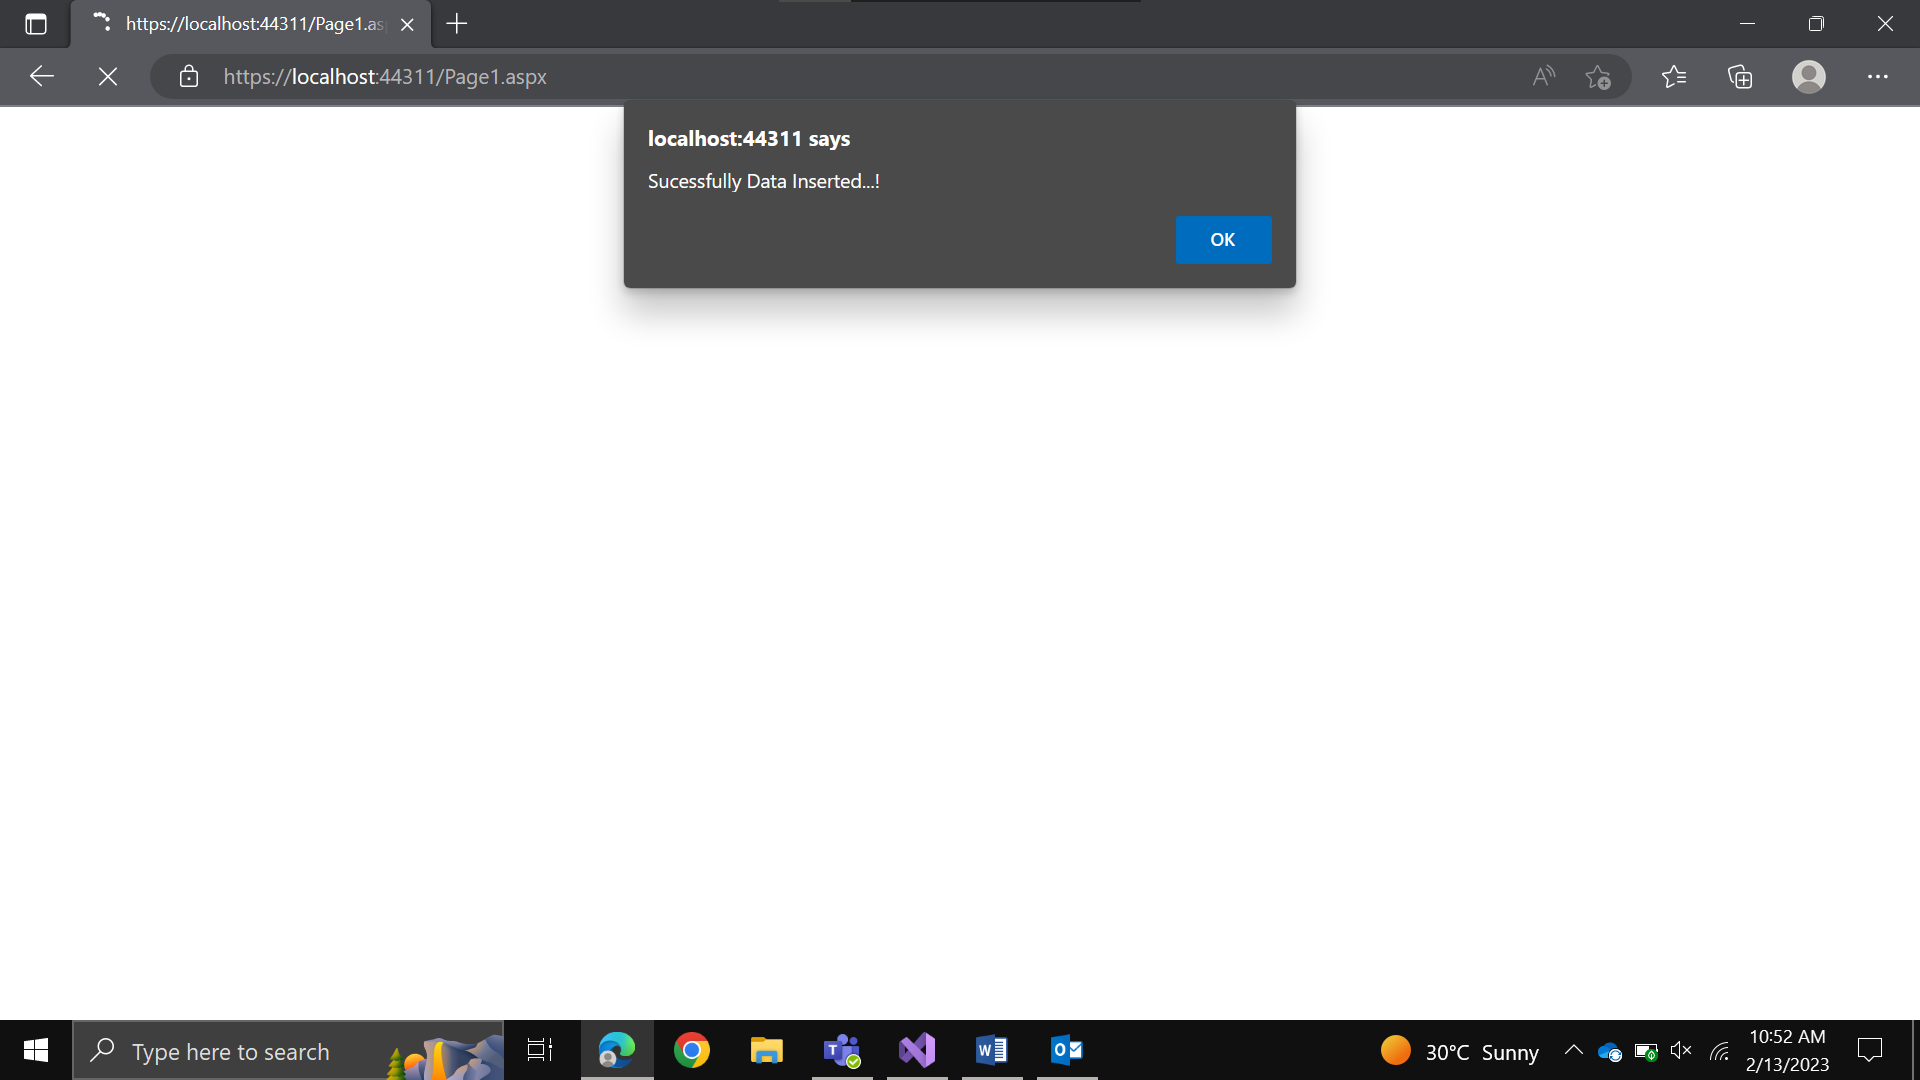 https://localhost:44311/Page1.as
https://localhost:44311/Page1.aspx
localhost:44311 says
Sucessfully Data Inserted...!
OK
Type here to search
30°C Sunny
10:52 AM
2/13/2023